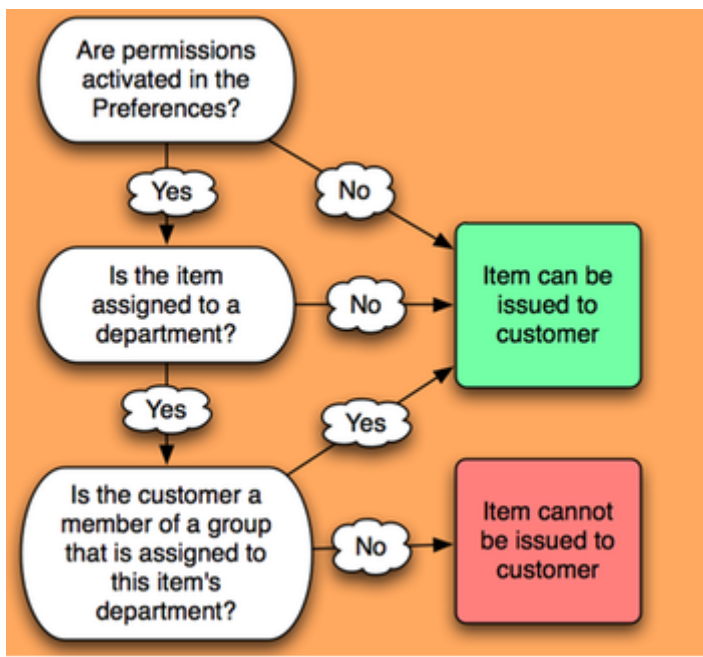 Are permissions
activated in the
Preferences?
Yes
No
Is the item
assigned to a
department?
No
Item can be
issued to
customer
Yes
Yes
Is the customer a
member of a group
that is assigned to
this item's
department?
No
Item cannot
be issued to
customer